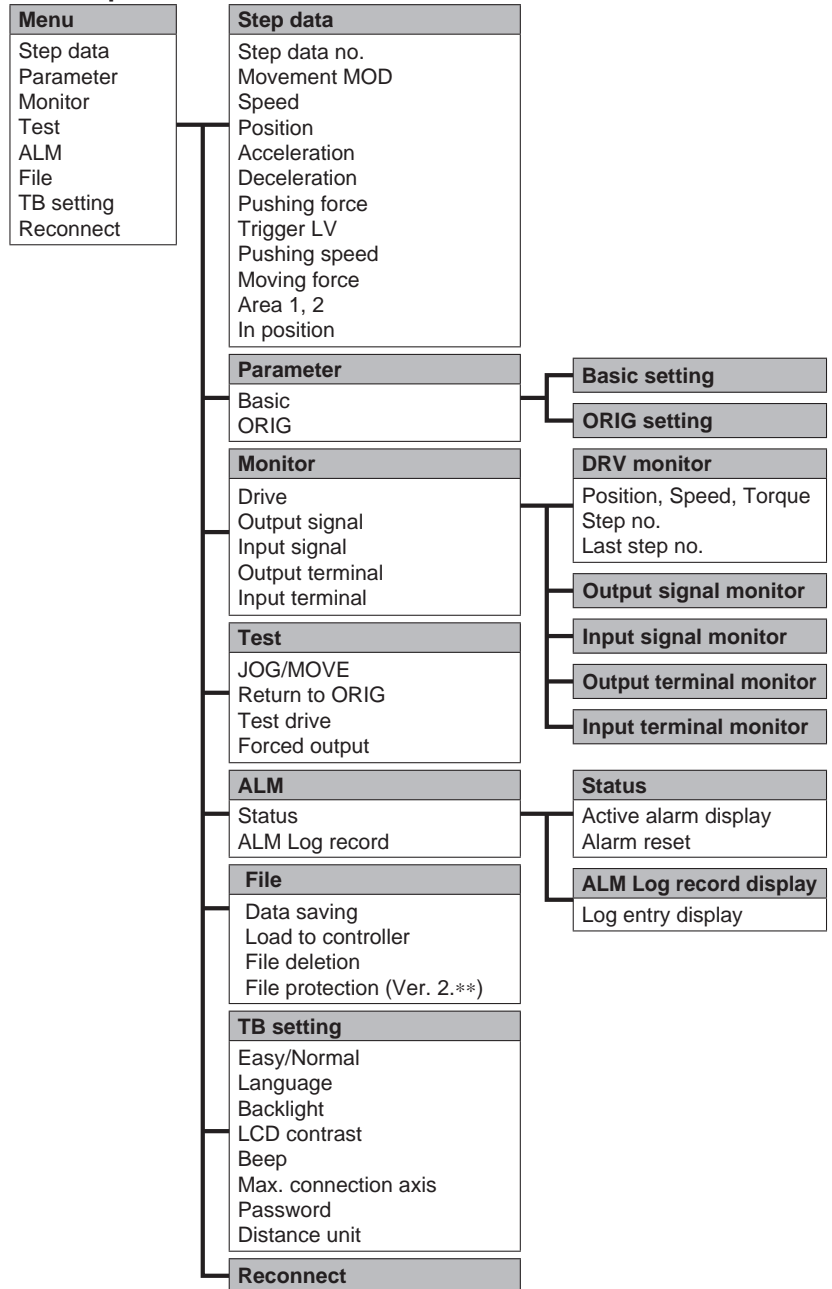 Menu
Step data
Parameter
Monitor
Test
ALM
File
TB setting
Reconnect
Step data
Step data no.
Movement MOD
Speed
Position
Acceleration
Deceleration
Pushing force
Trigger LV
Pushing speed
Moving force
Area 1, 2
In position
Parameter
Basic
ORIG
Basic setting
ORIG setting
Monitor
Drive
Output signal
Input signal
Output terminal
Input terminal
DRV monitor
Position, Speed, Torque
Step no.
Last step no.
Output signal monitor
Input signal monitor
Output terminal monitor
Input terminal monitor
Test
JOG/MOVE
Return to ORIG
Test drive
Forced output
ALM
Status
ALM Log record
Status
Active alarm display
Alarm reset
ALM Log record display
Log entry display
File
Data saving
Load to controller
File deletion
File protection (Ver. 2.**)
TB setting
Easy/Normal
Language
Backlight
LCD contrast
Beep
Max. connection axis
Password
Distance unit
Reconnect